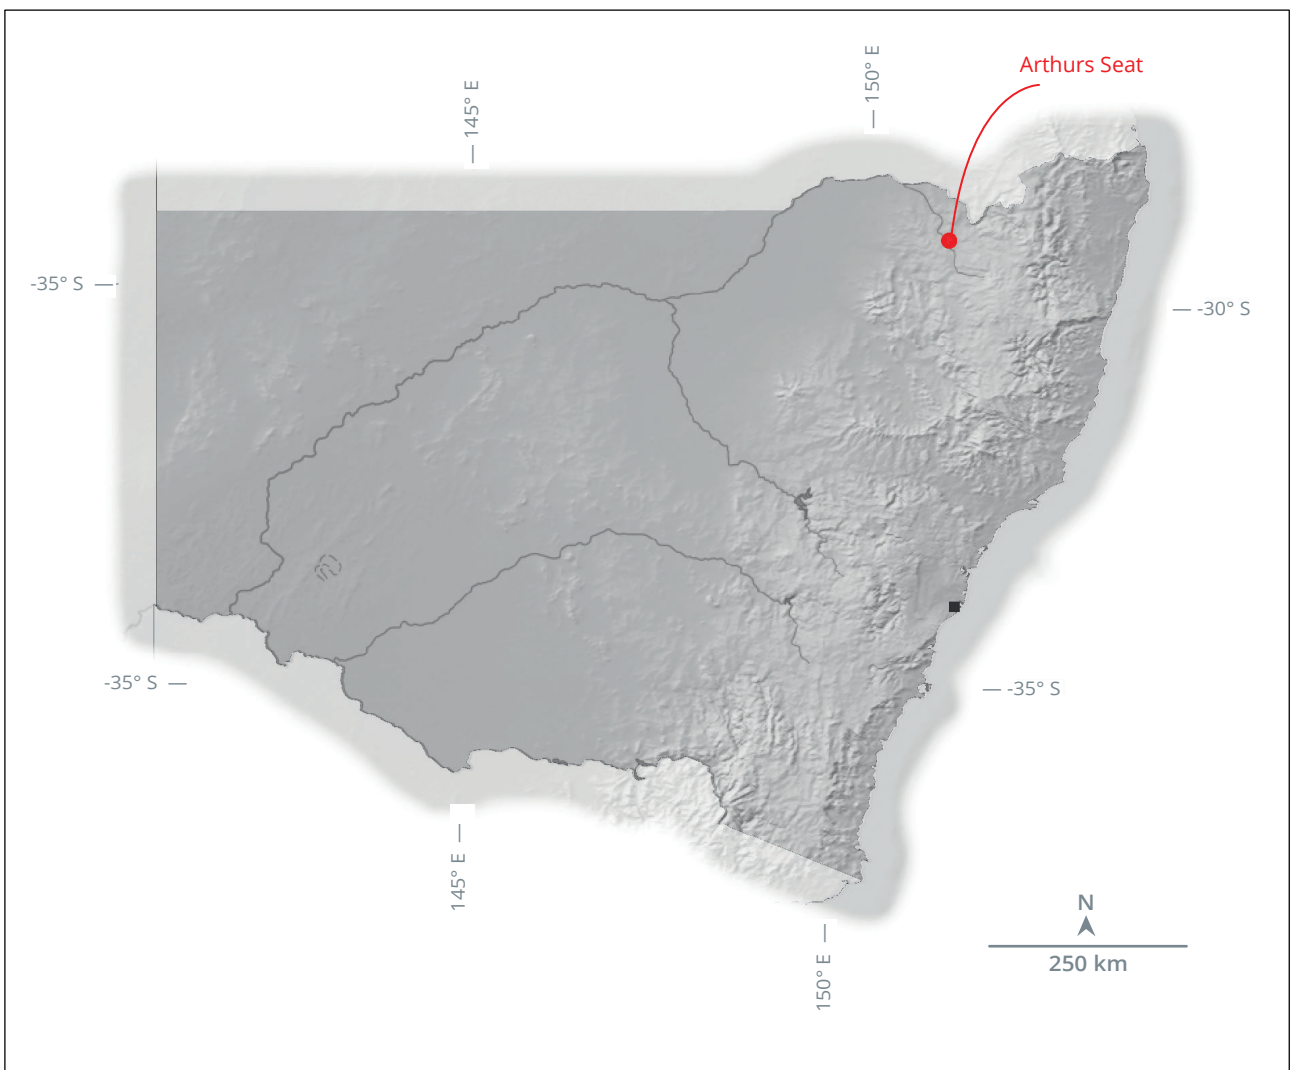 Arthurs Seat
— 150° E
— 145° E
-35° S —
— -30° S
-35° S —
— -35° S
145° E —
150° E —
N
250 km